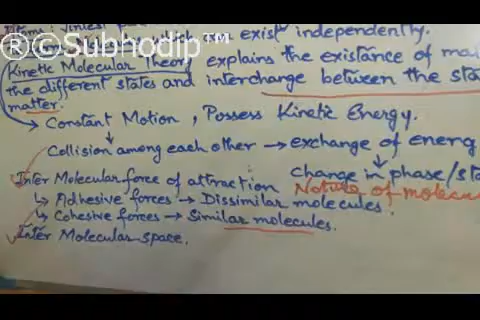 ®©Subhodip™
which can exist independently.
Kinetic Molecular Theory explains the existance of
the different states and interchange between the
matter.
→ Constant Motion, Possess Kinetic Energy.
Collision among each other → exchange of energ
Change in phase/sta
Inter Molecular force of attraction Nature of molecu
↳ Adhesive forces → Dissimilar molecules.
↳ Cohesive forces → Similar molecules.
Inter Molecular space.